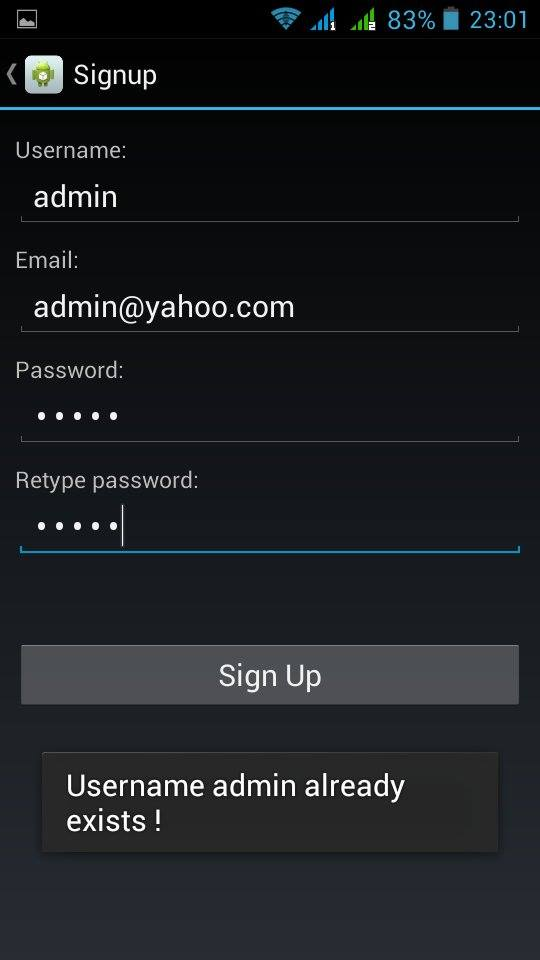 83% 23:01
Signup
Username:
admin
Email:
admin@yahoo.com
Password:
•••••
Retype password:
•••••
Sign Up
Username admin already
exists !